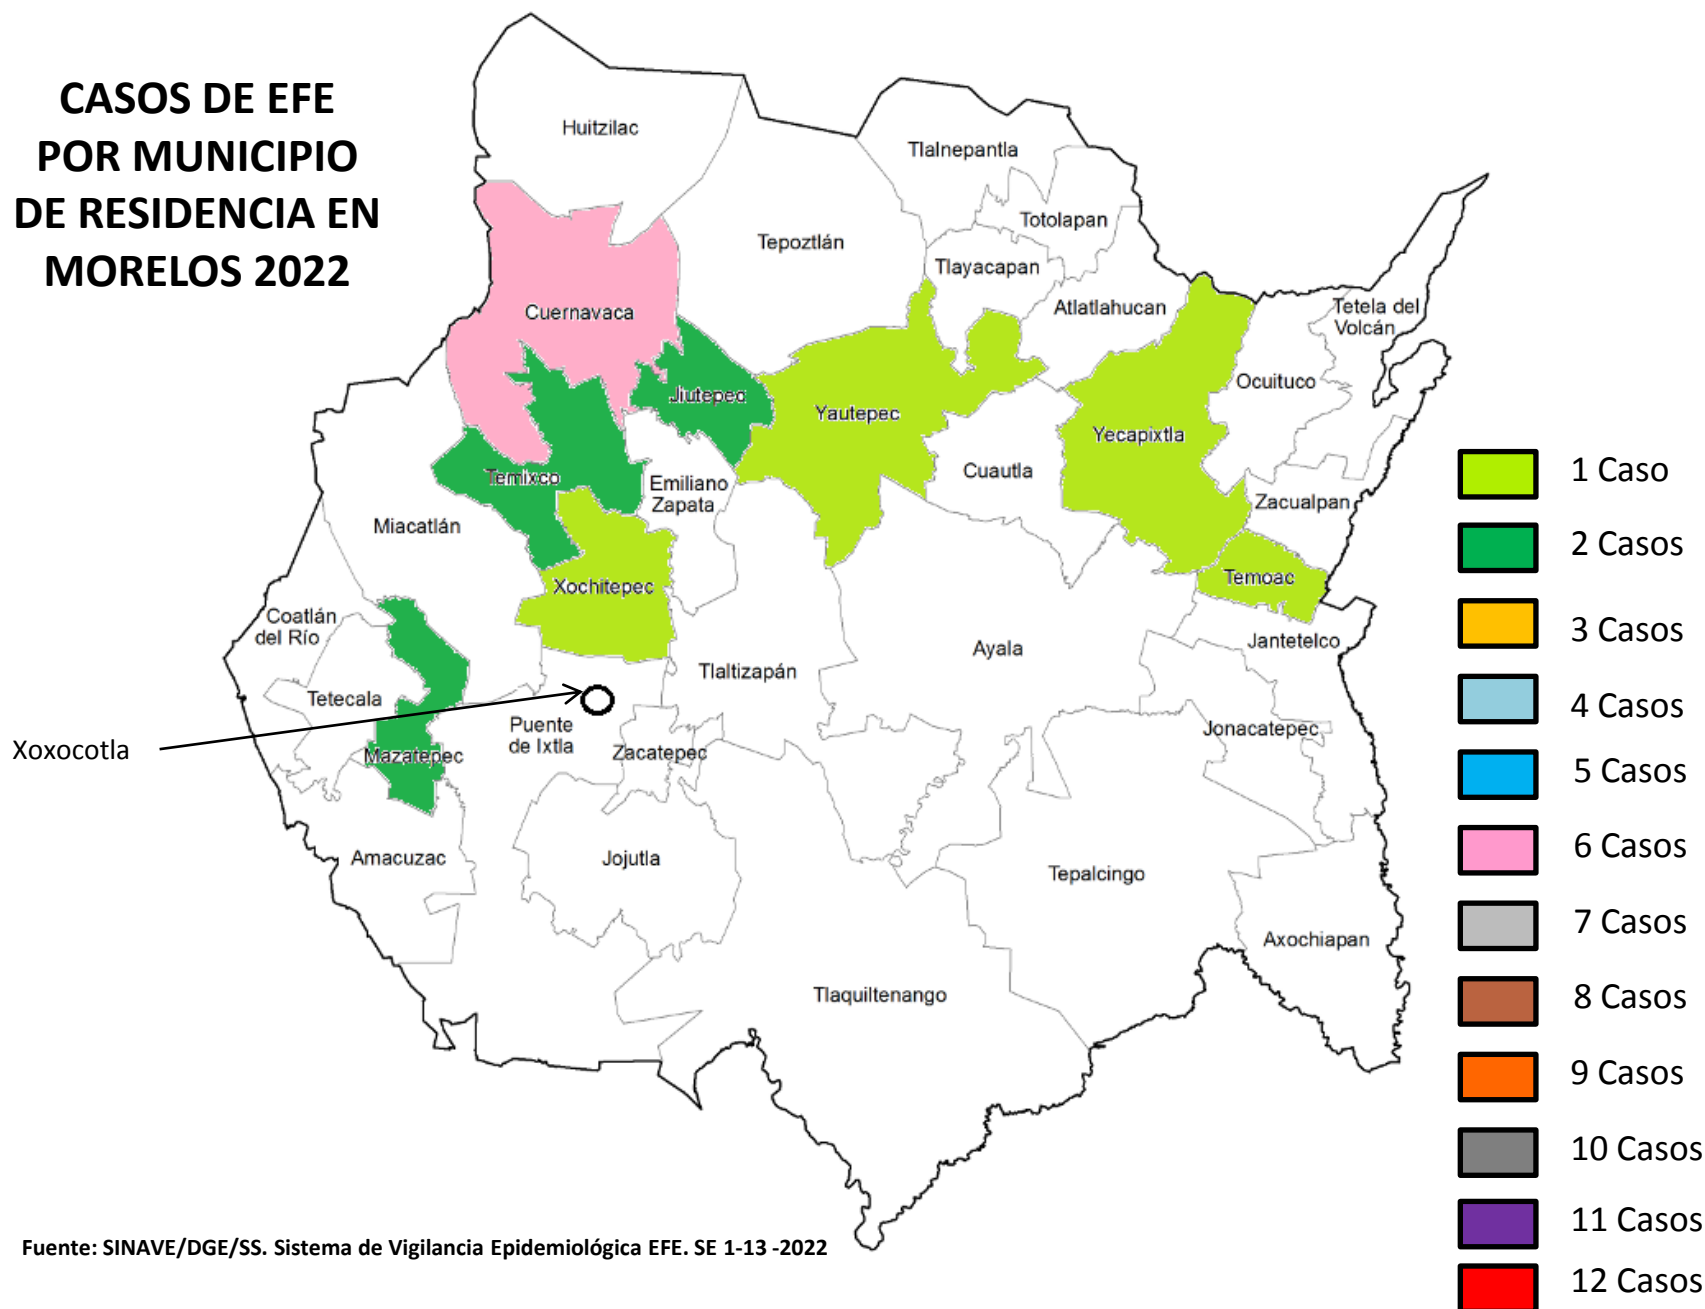 CASOS DE EFE
POR MUNICIPIO
DE RESIDENCIA EN
MORELOS 2022
Huitzilac
Tlalnepantla
Totolapan
Tepoztlán
Tlayacapan
Atlatlahucan
Tetela del
Volcán
Cuernavaca
Ocuituco
Jiutepec
Yautepec
Yecapixtla
Cuautla
Temixco
Emiliano
Zapata
Zacualpan
Miacatlán
Xochitepec
Temoac
Coatlán
del Río
Jantetelco
Ayala
Tlaltizapán
Tetecala
Puente
de Ixtla
Jonacatepec
Xoxocotla
Mazatepec
Zacatepec
Amacuzac
Jojutla
Tepalcingo
Axochiapan
Tlaquiltenango
1 Caso
2 Casos
3 Casos
4 Casos
5 Casos
6 Casos
7 Casos
8 Casos
9 Casos
10 Casos
11 Casos
12 Casos
Fuente: SINAVE/DGE/SS. Sistema de Vigilancia Epidemiológica EFE. SE 1-13 -2022